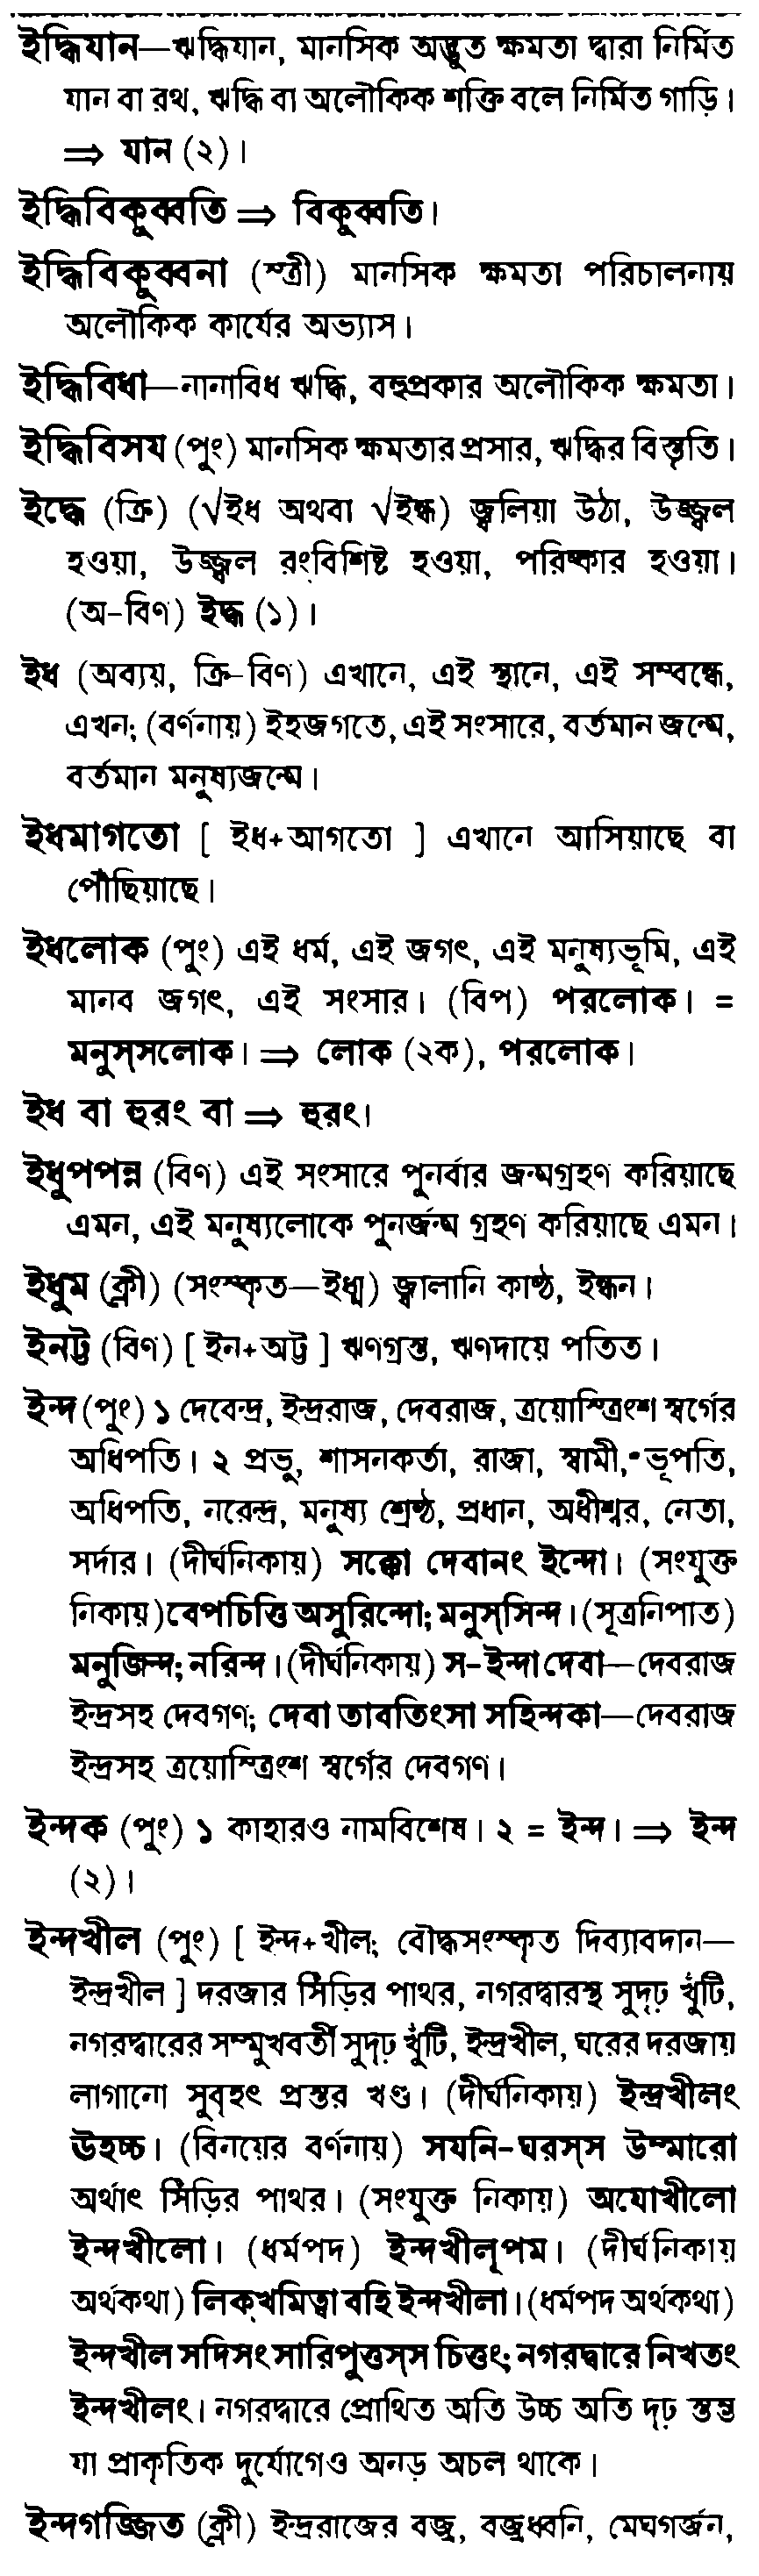 ইদ্ধিযান—ঋদ্ধিযান, মানসিক অদ্ভুত ক্ষমতা দ্বারা নির্মিত
যান বা রথ, ঋদ্ধি বা অলৌকিক শক্তি বলে নির্মিত গাড়ি।
⇒ যান (২)।
ইদ্ধিবিকুব্বতি ⇒ বিকুব্বতি।
ইদ্ধিবিকুব্বনা (স্ত্রী) মানসিক ক্ষমতা পরিচালনায়
অলৌকিক কার্যের অভ্যাস।
ইদ্ধিবিধা—নানাবিধ ঋদ্ধি, বহুপ্রকার অলৌকিক ক্ষমতা।
ইদ্ধিবিসয (পুং) মানসিক ক্ষমতার প্রসার, ঋদ্ধির বিস্তৃতি।
ইদ্ধে (ক্রি) (√ইধ অথবা √ইন্ধ) জ্বলিয়া উঠা, উজ্জ্বল
হওয়া, উজ্জ্বল রংবিশিষ্ট হওয়া, পরিষ্কার হওয়া।
(অ-বিণ) ইদ্ধ (১)।
ইধ (অব্যয়, ক্রি-বিণ) এখানে, এই স্থানে, এই সম্বন্ধে,
এখন; (বর্ণনায়) ইহজগতে, এই সংসারে, বর্তমান জন্মে,
বর্তমান মনুষ্যজন্মে।
ইধমাগতো [ ইধ+আগতো ] এখানে আসিয়াছে বা
পৌঁছিয়াছে।
ইধলোক (পুং) এই ধর্ম, এই জগৎ, এই মনুষ্যভূমি, এই
মানব জগৎ, এই সংসার। (বিপ) পরলোক। =
মনুস্সলোক। ⇒ লোক (২ক), পরলোক।
ইধ বা হুরং বা ⇒ হুরং।
ইধুপপন্ন (বিণ) এই সংসারে পুনর্বার জন্মগ্রহণ করিয়াছে
এমন, এই মনুষ্যলোকে পুনর্জন্ম গ্রহণ করিয়াছে এমন।
ইধুম (ক্লী) (সংস্কৃত—ইধ্ম) জ্বালানি কাষ্ঠ, ইন্ধন।
ইনট্ট (বিণ) [ ইন+অট্ট ] ঋণগ্রস্ত, ঋণদায়ে পতিত।
ইন্দ (পুং) ১ দেবেন্দ্র, ইন্দ্ররাজ, দেবরাজ, ত্রয়োস্ত্রিংশ স্বর্গের
অধিপতি। ২ প্রভু, শাসনকর্তা, রাজা, স্বামী, ভূপতি,
অধিপতি, নরেন্দ্র, মনুষ্য শ্রেষ্ঠ, প্রধান, অধীশ্বর, নেতা,
সর্দার। (দীর্ঘনিকায়) সক্কো দেবানং ইন্দো। (সংযুক্ত
নিকায়) বেপচিত্তি অসুরিন্দো; মনুস্সিন্দ। (সূত্রনিপাত)
মনুজিন্দ; নরিন্দ। (দীর্ঘনিকায়) স-ইন্দা দেবা—দেবরাজ
ইন্দ্রসহ দেবগণ; দেবা তাবতিংসা সহিন্দকা—দেবরাজ
ইন্দ্রসহ ত্রয়োস্ত্রিংশ স্বর্গের দেবগণ।
ইন্দক (পুং) ১ কাহারও নামবিশেষ। ২ = ইন্দ। ⇒ ইন্দ
(২)।
ইন্দখীল (পুং) [ ইন্দ+খীল; বৌদ্ধসংস্কৃত দিব্যাবদান—
ইন্দ্রখীল ] দরজার সিঁড়ির পাথর, নগরদ্বারস্থ সুদৃঢ় খুঁটি,
নগরদ্বারের সম্মুখবর্তী সুদৃঢ় খুঁটি, ইন্দ্রখীল, ঘরের দরজায়
লাগানো সুবৃহৎ প্রস্তর খণ্ড। (দীর্ঘনিকায়) ইন্দ্রখীলং
ঊহচ্চ। (বিনয়ের বর্ণনায়) সযনি-ঘরস্স উম্মারো
অর্থাৎ সিঁড়ির পাথর। (সংযুক্ত নিকায়) অযোখীলো
ইন্দখীলো। (ধর্মপদ) ইন্দখীলূপম। (দীর্ঘনিকায়
অর্থকথা) লিক্খমিত্বা বহি ইন্দখীলা। (ধর্মপদ অর্থকথা)
ইন্দখীল সদিসং সারিপুত্তস্স চিত্তং; নগরদ্বারে নিখতং
ইন্দখীলং। নগরদ্বারে প্রোথিত অতি উচ্চ অতি দৃঢ় স্তম্ভ
যা প্রাকৃতিক দুর্যোগেও অনড় অচল থাকে।
ইন্দগজ্জিত (ক্লী) ইন্দ্ররাজের বজ্র, বজ্রধ্বনি, মেঘগর্জন,